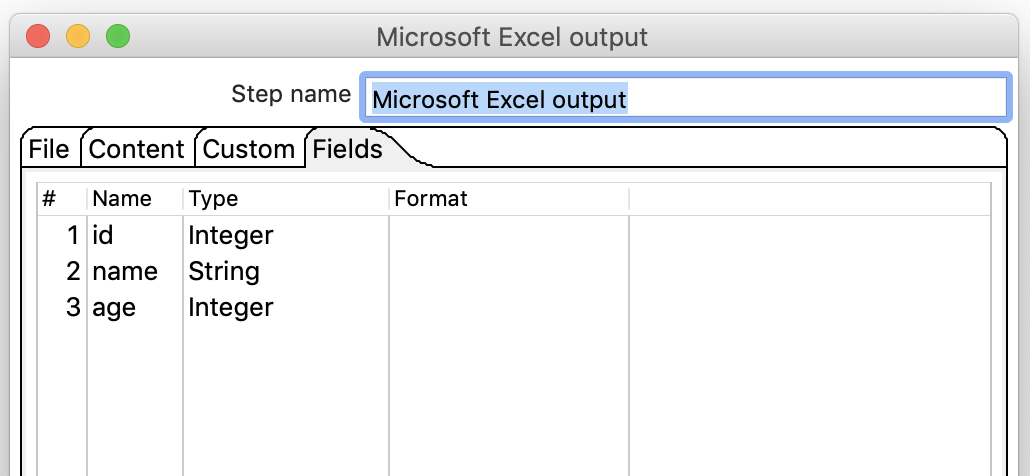 Microsoft Excel output
Step name Microsoft Excel output
File Content Custom Fields
# Name Type Format
1 id Integer
2 name String
3 age Integer